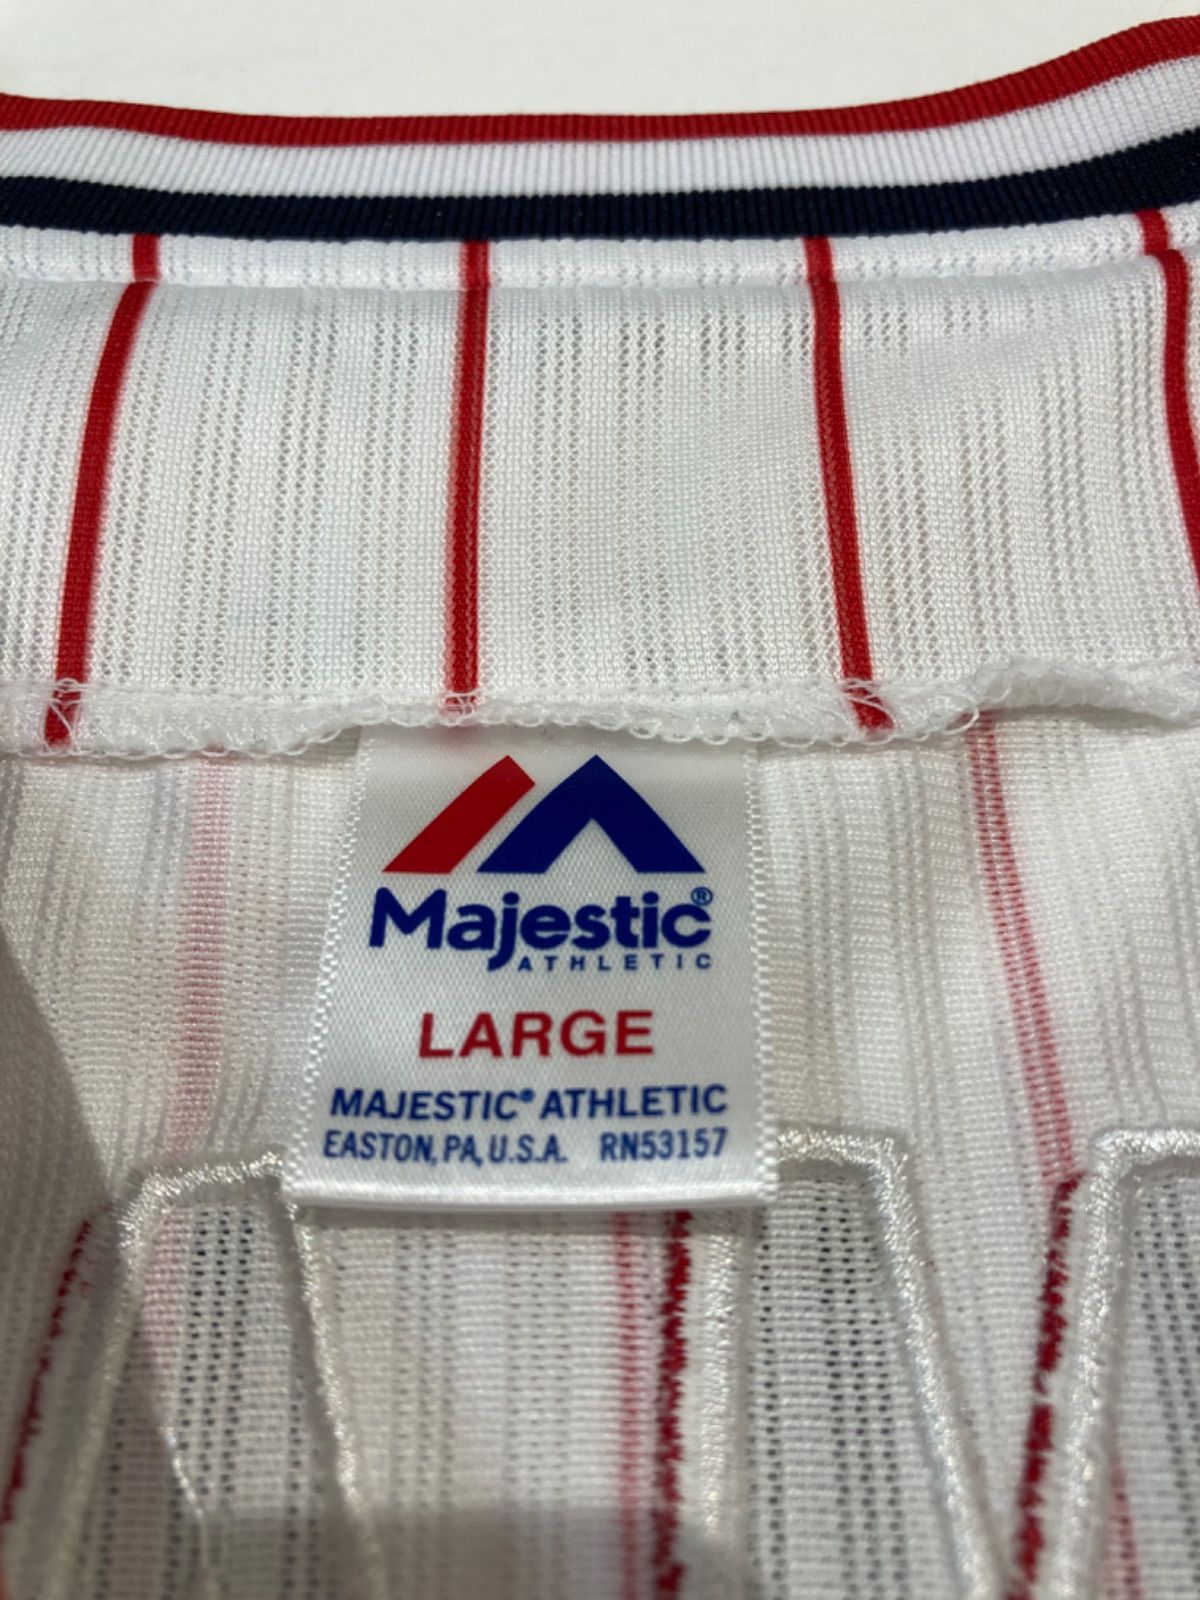 Majestic®
ATHLETIC
LARGE
MAJESTIC® ATHLETIC
EASTON, PA, U.S.A. RN53157